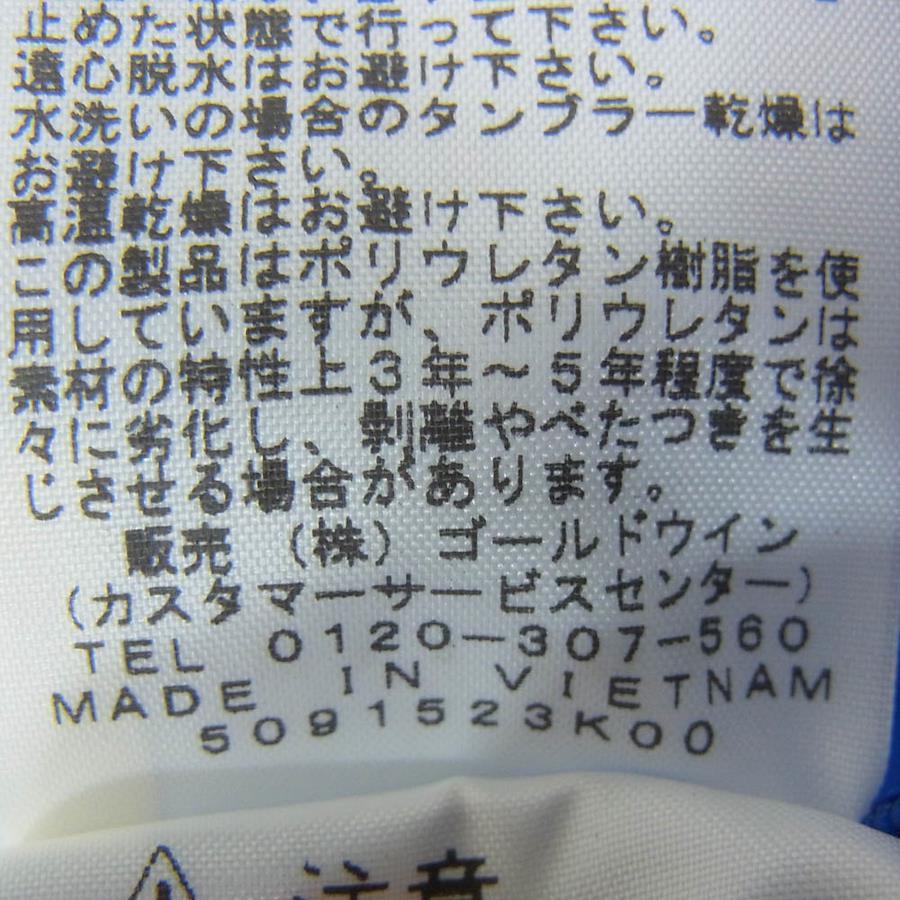 止めた状態で行って下さい。
遠心脱水はお避け下さい。
水洗いの場合のタンブラー乾燥は
お避け下さい。
高温乾燥はお避け下さい。
この製品はポリウレタン樹脂を使
用していますが、ポリウレタンは
素材の特性上3年～5年程度で徐
々に劣化し、剥離やべたつきを生
じさせる場合があります。
販売 (株) ゴールドウイン
(カスタマーサービスセンター)
TEL 0120-307-560
MADE IN VIETNAM
5091523K00
注意